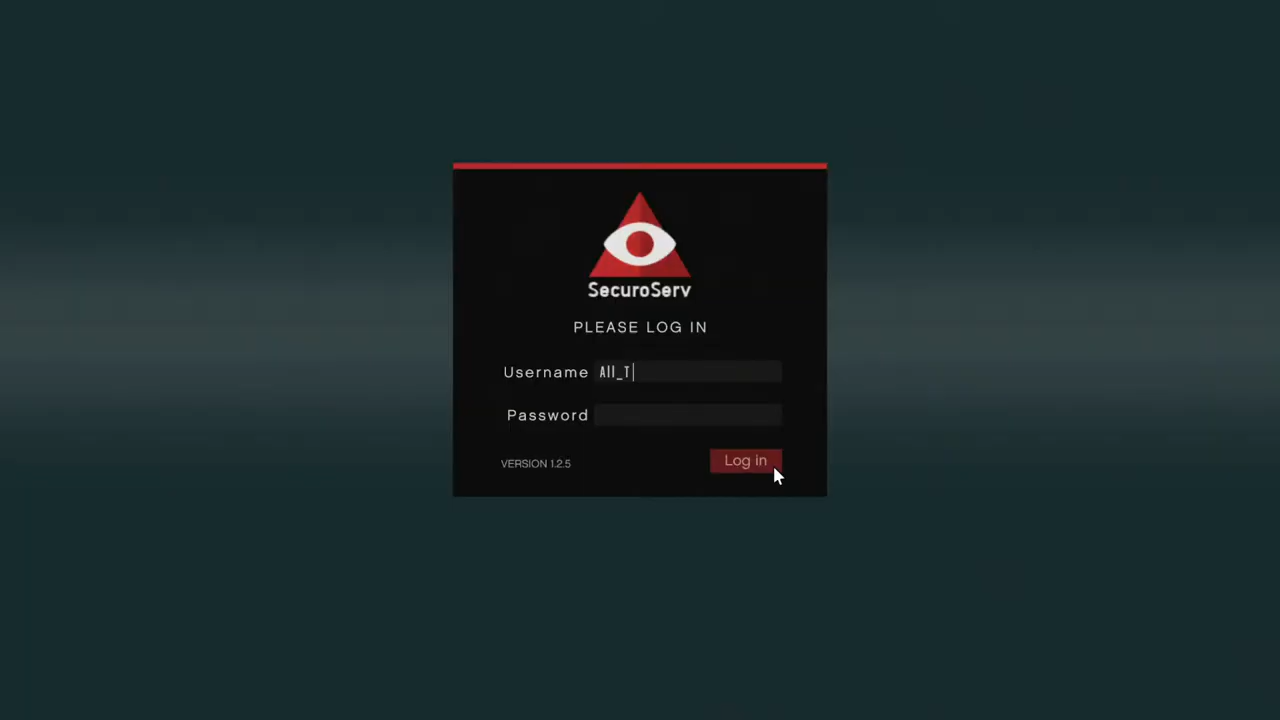 SecuroServ
PLEASE LOG IN
Username All_T
Password
VERSION 1.2.5 Log in